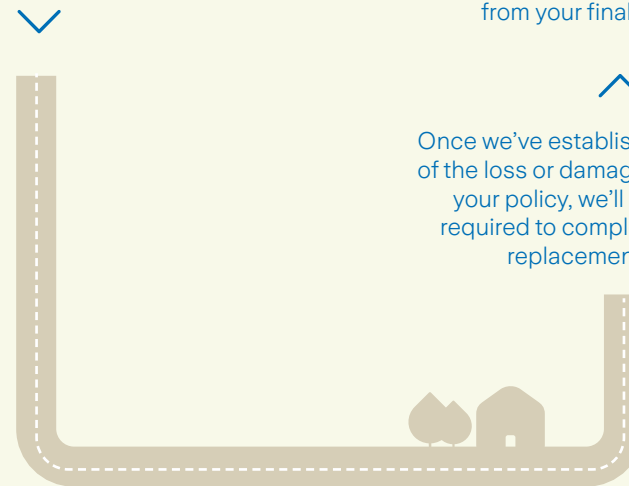 from your final
Once we've establis
of the loss or damag
your policy, we'll
required to compl
replacemen